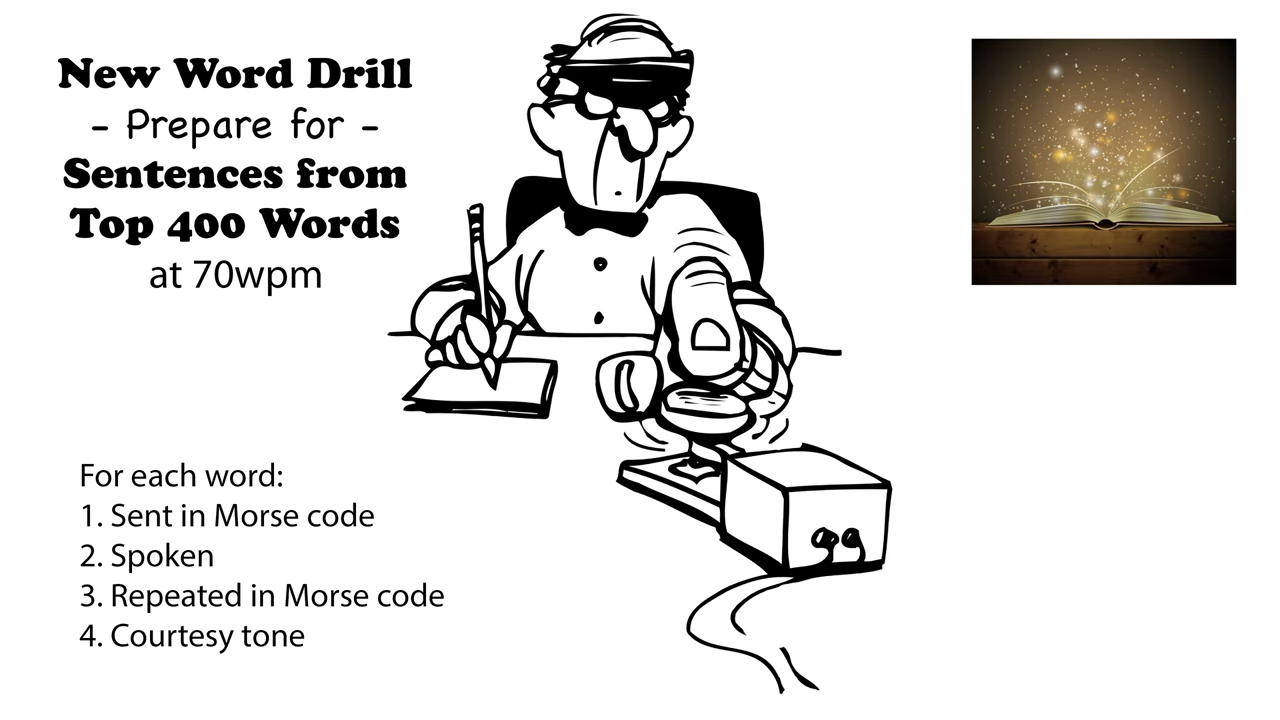 New Word Drill
- Prepare for -
Sentences from
Top 400 Words
at 70wpm
For each word:
1. Sent in Morse code
2. Spoken
3. Repeated in Morse code
4. Courtesy tone